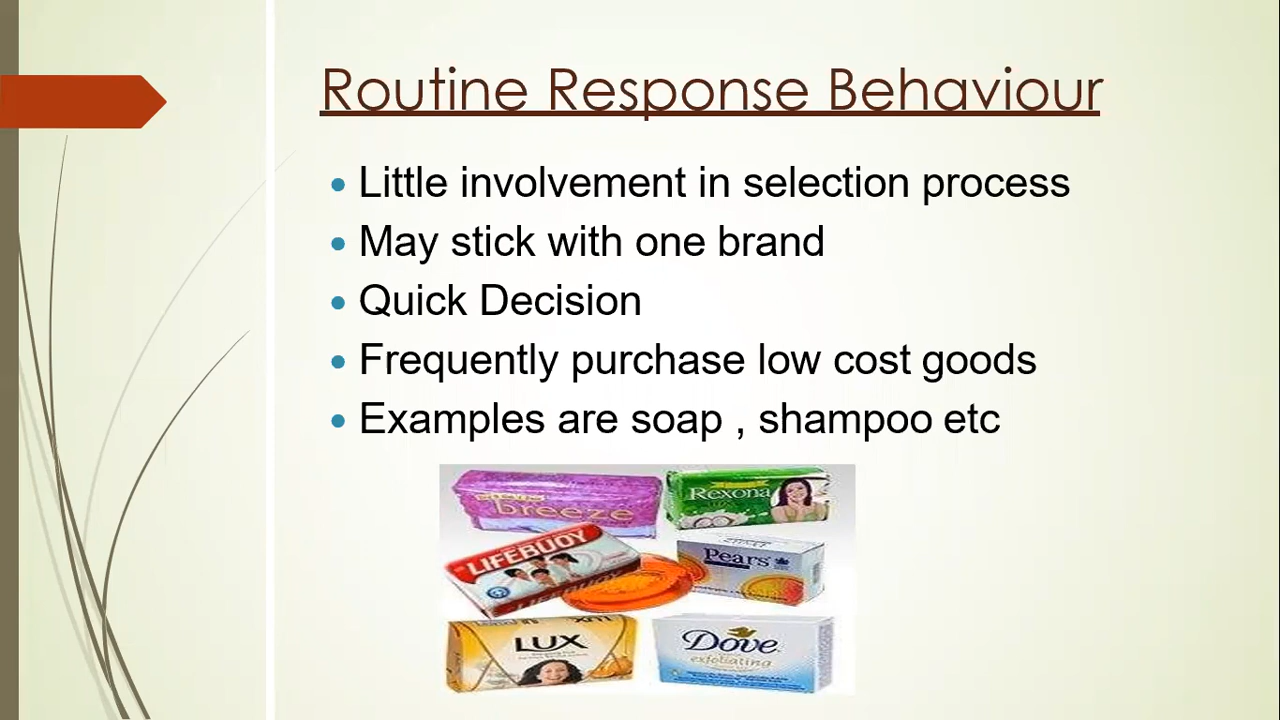 Routine Response Behaviour
Little involvement in selection process
May stick with one brand
Quick Decision
Frequently purchase low cost goods
Examples are soap , shampoo etc
breeze
Rexona
LIFEBUOY
Pears
LUX
Dove
exfoliating